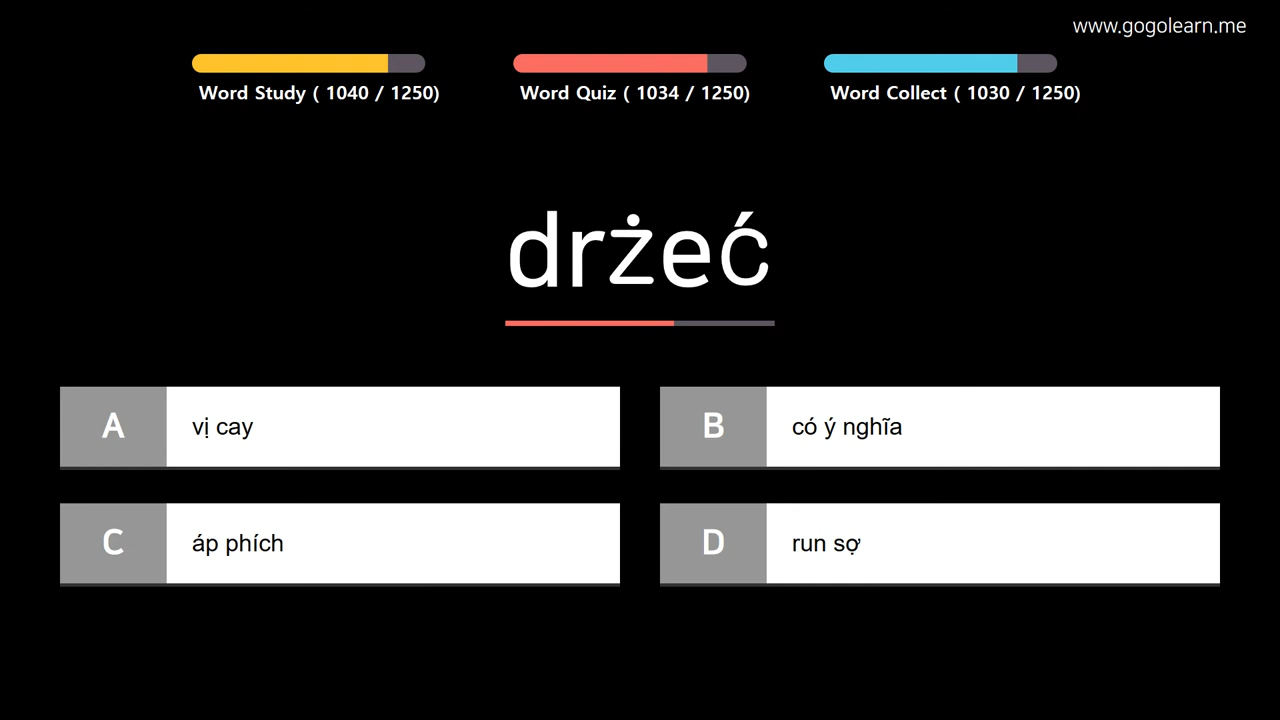 www.gogolearn.me
Word Study ( 1040 / 1250)
Word Quiz ( 1034 / 1250)
Word Collect ( 1030 / 1250)
drżeć
A vị cay
B có ý nghĩa
C áp phích
D run sợ